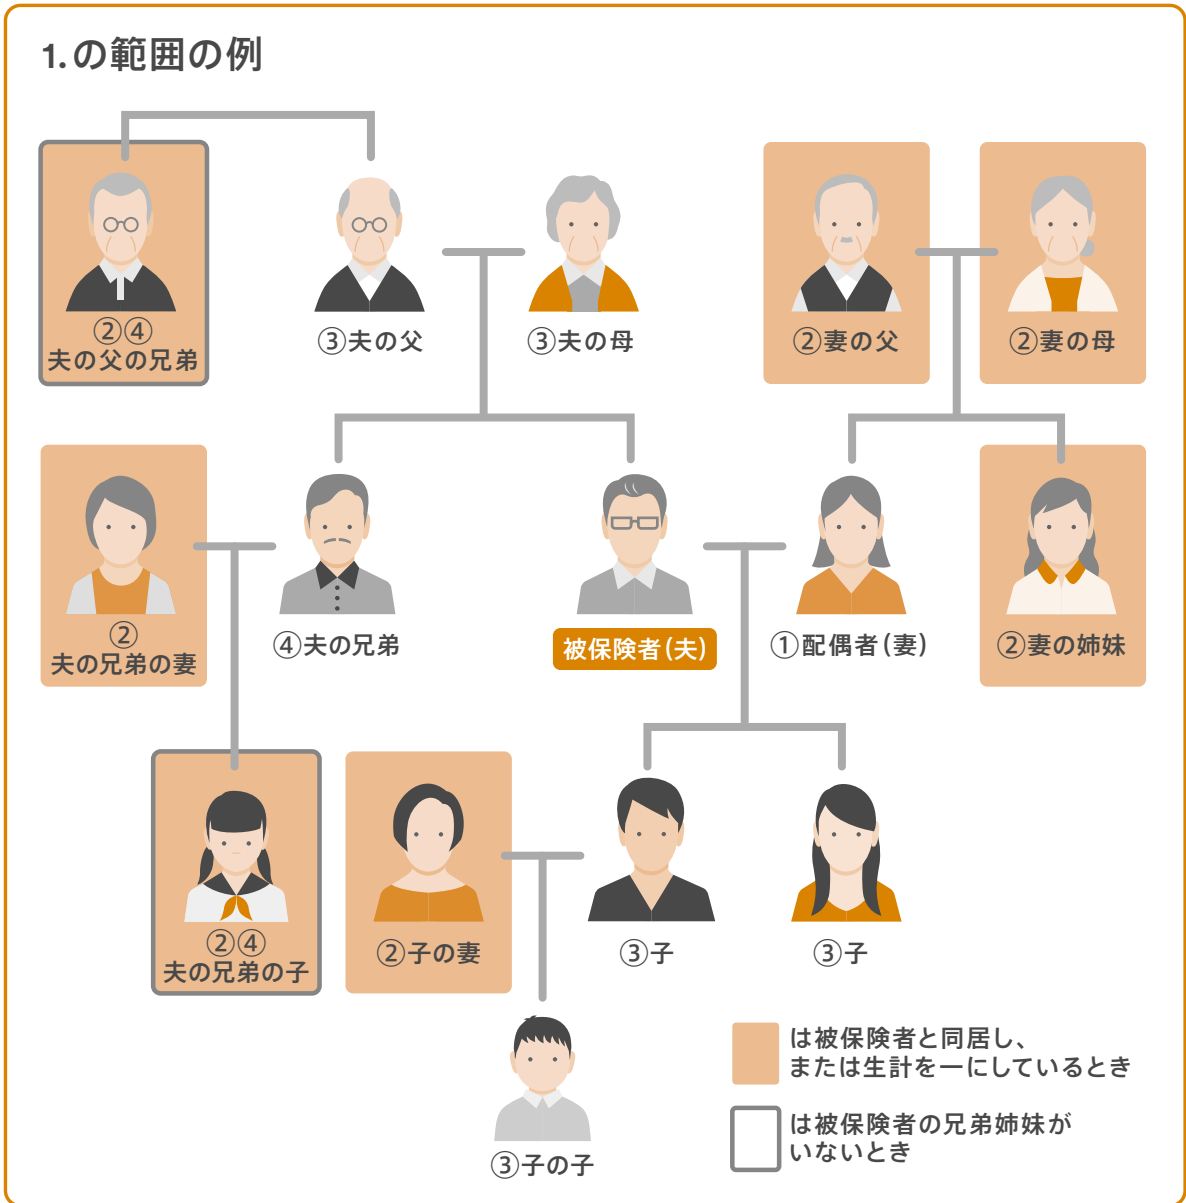 1.の範囲の例
②④
夫の父の兄弟
③夫の父
③夫の母
②妻の父
②妻の母
②
夫の兄弟の妻
④夫の兄弟
被保険者(夫)
①配偶者(妻)
②妻の姉妹
②④
夫の兄弟の子
②子の妻
③子
③子
③子の子
は被保険者と同居し、
または生計を一にしているとき
は被保険者の兄弟姉妹が
いないとき